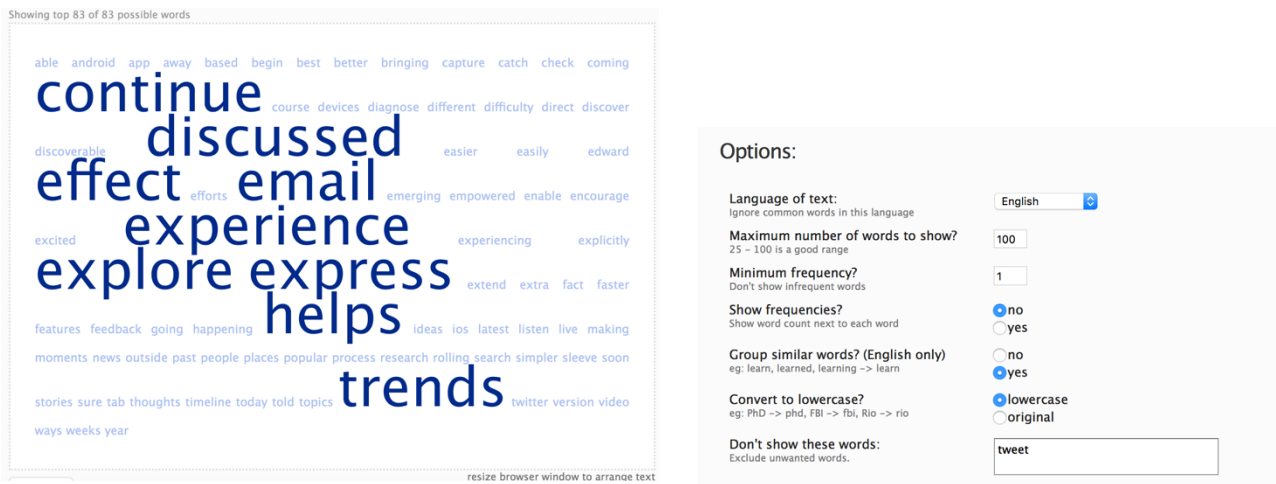 Showing top 83 of 83 possible words
able android app away based begin best better bringing capture catch check coming
continue course devices diagnose different difficulty direct discover
discoverable discussed easier easily edward
effect efforts email emerging empowered enable encourage
excited experience experiencing explicitly
explore express extend extra fact faster
features feedback going happening helps ideas ios latest listen live making
moments news outside past people places popular process research rolling search simpler sleeve soon
stories sure tab thoughts timeline today told topics trends twitter version video
ways weeks year
resize browser window to arrange text
Options:
Language of text:
English
Ignore common words in this language
Maximum number of words to show?
100
25 - 100 is a good range
Minimum frequency?
1
Don't show infrequent words
Show frequencies?
no
Show word count next to each word
yes
Group similar words? (English only)
no
eg: learn, learned, learning -> learn
yes
Convert to lowercase?
lowercase
eg: PhD -> phd, FBI -> fbi, Rio -> rio
original
Don't show these words:
tweet
Exclude unwanted words.